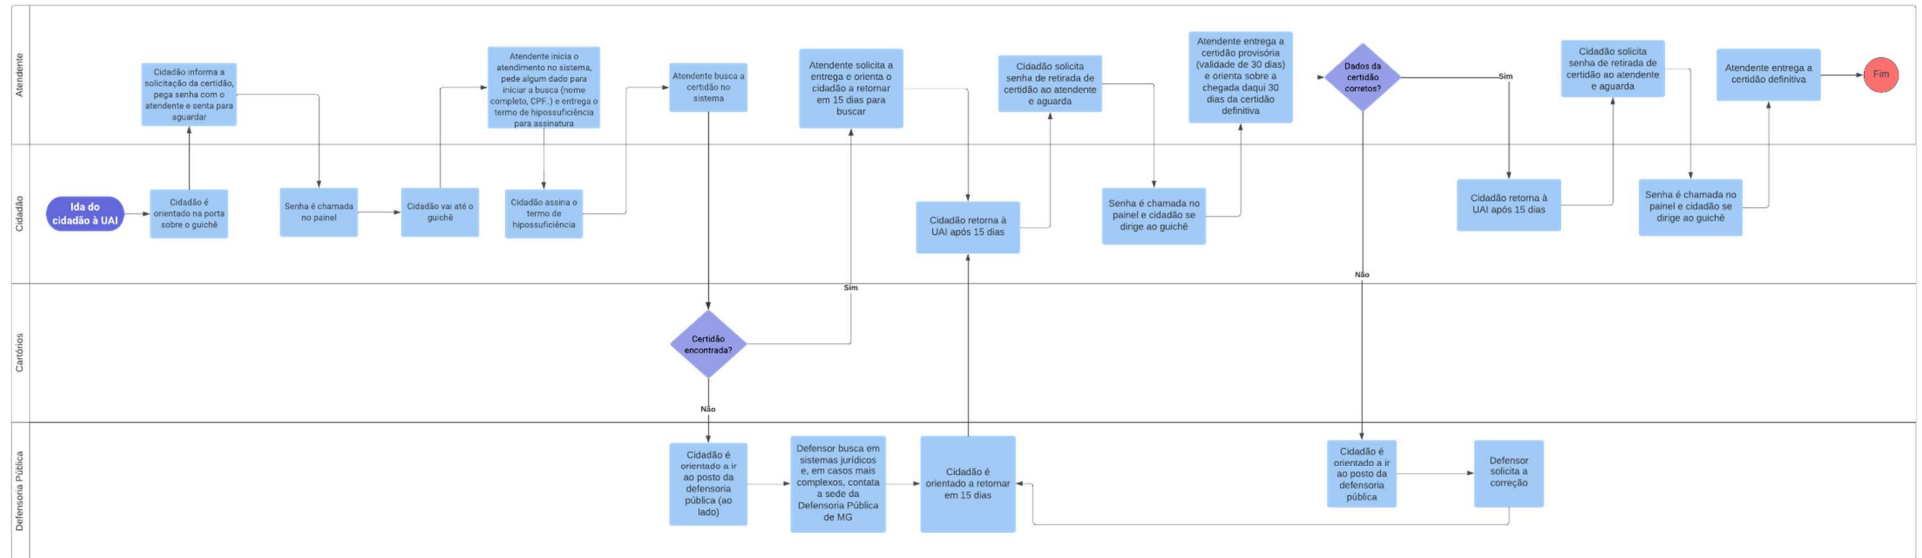 Atendente
Cidadão informa a
solicitação da certidão,
pega senha com o
atendente e senta para
aguardar
Atendente inicia o
atendimento no sistema,
pede algum dado para
iniciar a busca (nome
completo, CPF..) e entrega o
termo de hipossuficiência
para assinatura
Atendente busca a
certidão no
sistema
Atendente solicita a
entrega e orienta o
cidadão a retornar
em 15 dias para
buscar
Cidadão solicita
senha de retirada de
certidão ao atendente
e aguarda
Atendente entrega a
certidão provisória
(validade de 30 dias)
e orienta sobre a
chegada daqui 30
dias da certidão
definitiva
Dados da
certidão
corretos?
Sim
Cidadão solicita
senha de retirada de
certidão ao atendente
e aguarda
Atendente entrega a
certidão definitiva
Fim
Cidadão
Ida do
cidadão à UAI
Cidadão é
orientado na porta
sobre o guichê
Senha é chamada
no painel
Cidadão vai até o
guichê
Cidadão assina o
termo de
hipossuficiência
Cidadão retorna à
UAI após 15 dias
Senha é chamada no
painel e cidadão se
dirige ao guichê
Cidadão retorna à
UAI após 15 dias
Senha é chamada no
painel e cidadão se
dirige ao guichê
Não
Sim
Cartórios
Certidão
encontrada?
Não
Defensoria Pública
Cidadão é
orientado a ir
ao posto da
defensoria
pública (ao
lado)
Defensor busca em
sistemas jurídicos
e, em casos mais
complexos, contata
a sede da
Defensoria Pública
de MG
Cidadão é
orientado a retornar
em 15 dias
Cidadão é
orientado a ir
ao posto da
defensoria
pública
Defensor
solicita a
correção